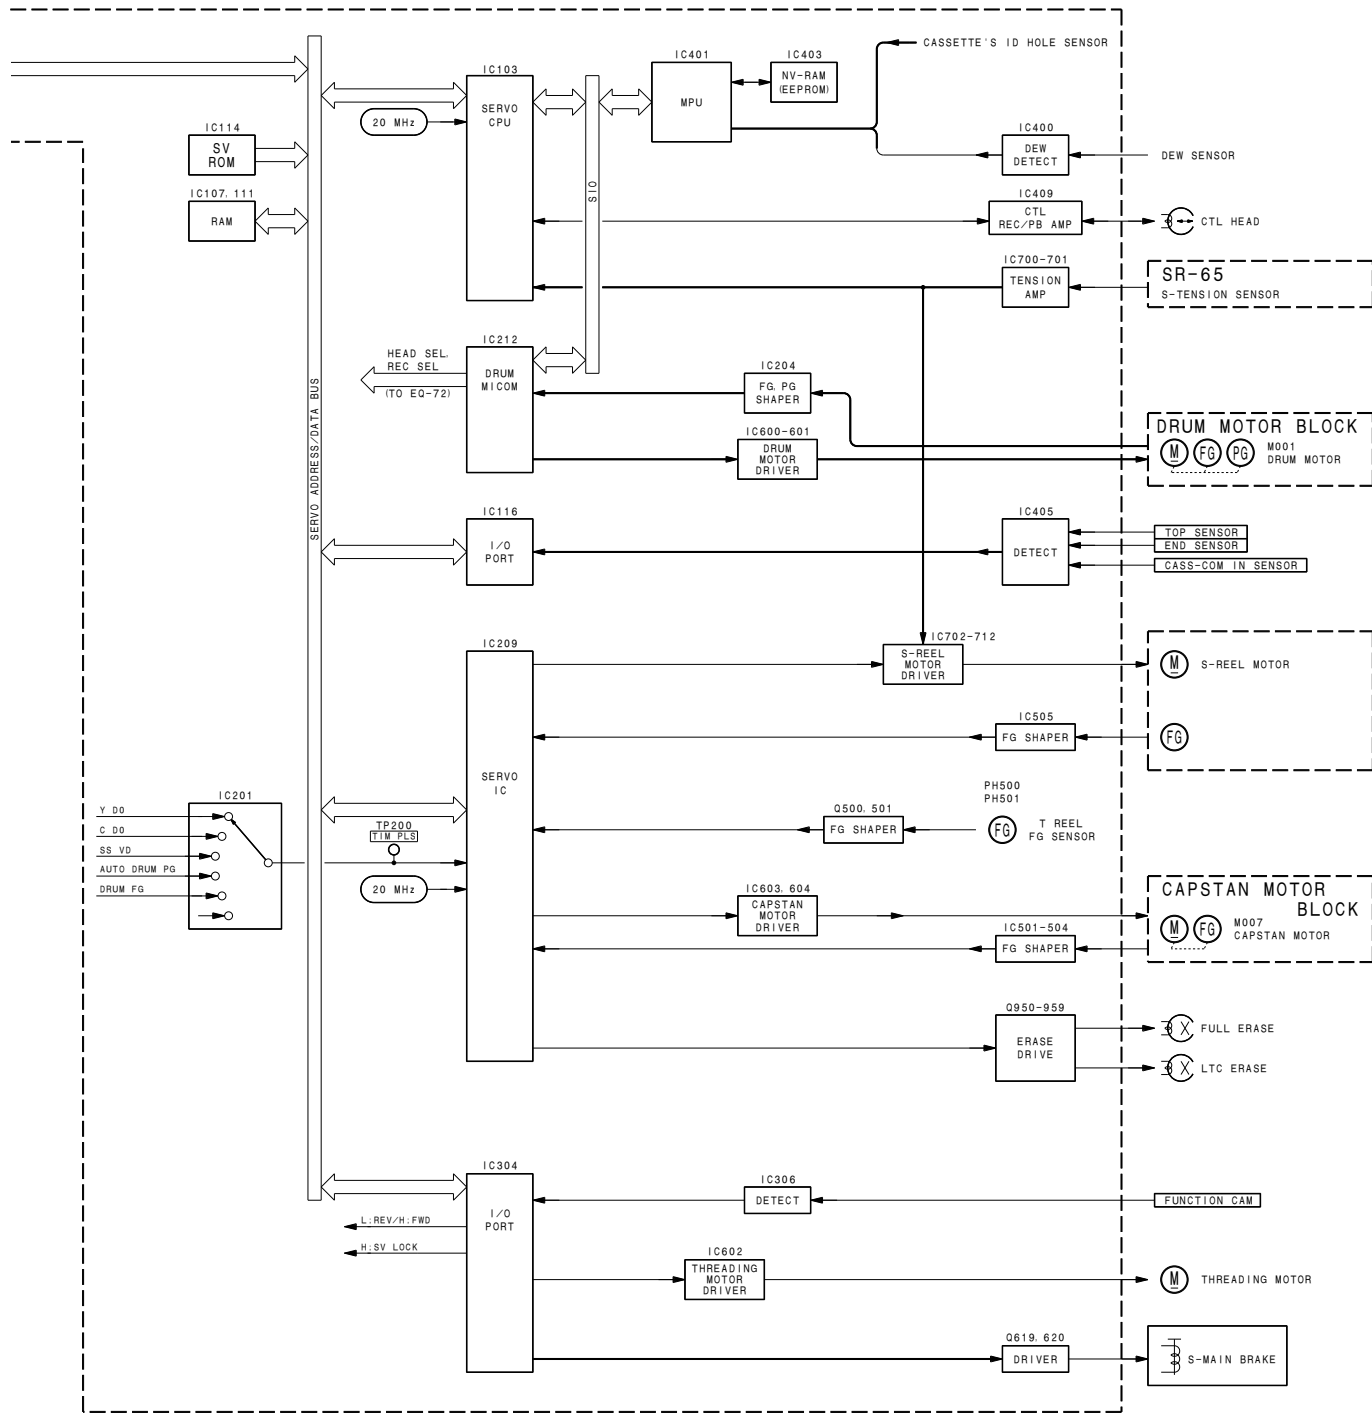 CASSETTE'S ID HOLE SENSOR
IC401
IC403
IC103
NV-RAM
(EEPROM)
MPU
SERVO
CPU
20 MHz
IC114
SV
ROM
IC400
DEW
DETECT
DEW SENSOR
SIO
IC107, 111
RAM
IC409
CTL
REC/PB AMP
CTL HEAD
IC700-701
TENSION
AMP
SR-65
S-TENSION SENSOR
IC212
DRUM
MICOM
HEAD SEL,
REC SEL
(TO EQ-72)
IC204
FG, PG
SHAPER
SERVO ADDRESS/DATA BUS
IC600-601
DRUM
MOTOR
DRIVER
DRUM MOTOR BLOCK
M
FG
PG
M001
DRUM MOTOR
IC116
I/O
PORT
IC405
DETECT
TOP SENSOR
END SENSOR
CASS-COM IN SENSOR
IC209
SERVO
IC
IC702-712
S-REEL
MOTOR
DRIVER
M
S-REEL MOTOR
IC505
FG SHAPER
FG
PH500
PH501
Q500, 501
FG SHAPER
FG
T REEL
FG SENSOR
IC201
Y DO
C DO
SS VD
AUTO DRUM PG
DRUM FG
TP200
TIM PLS
20 MHz
IC603, 604
CAPSTAN
MOTOR
DRIVER
CAPSTAN MOTOR
BLOCK
M
FG
M007
CAPSTAN MOTOR
IC501-504
FG SHAPER
Q950-959
ERASE
DRIVE
FULL ERASE
LTC ERASE
IC304
I/O
PORT
IC306
DETECT
FUNCTION CAM
L:REV/H:FWD
H:SV LOCK
IC602
THREADING
MOTOR
DRIVER
M
THREADING MOTOR
Q619, 620
DRIVER
S-MAIN BRAKE